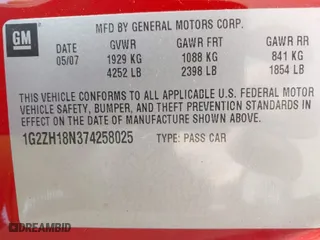 GM
MFD BY GENERAL MOTORS CORP.
DATE GVWR GAWR FRT GAWR RR
05/07 1929 KG 1088 KG 841 KG
4252 LB 2398 LB 1854 LB
THIS VEHICLE CONFORMS TO ALL APPLICABLE U.S. FEDERAL MOTOR
VEHICLE SAFETY, BUMPER, AND THEFT PREVENTION STANDARDS IN
EFFECT ON THE DATE OF MANUFACTURE SHOWN ABOVE.
1G2ZH18N374258025 TYPE: PASS CAR
DREAMBID